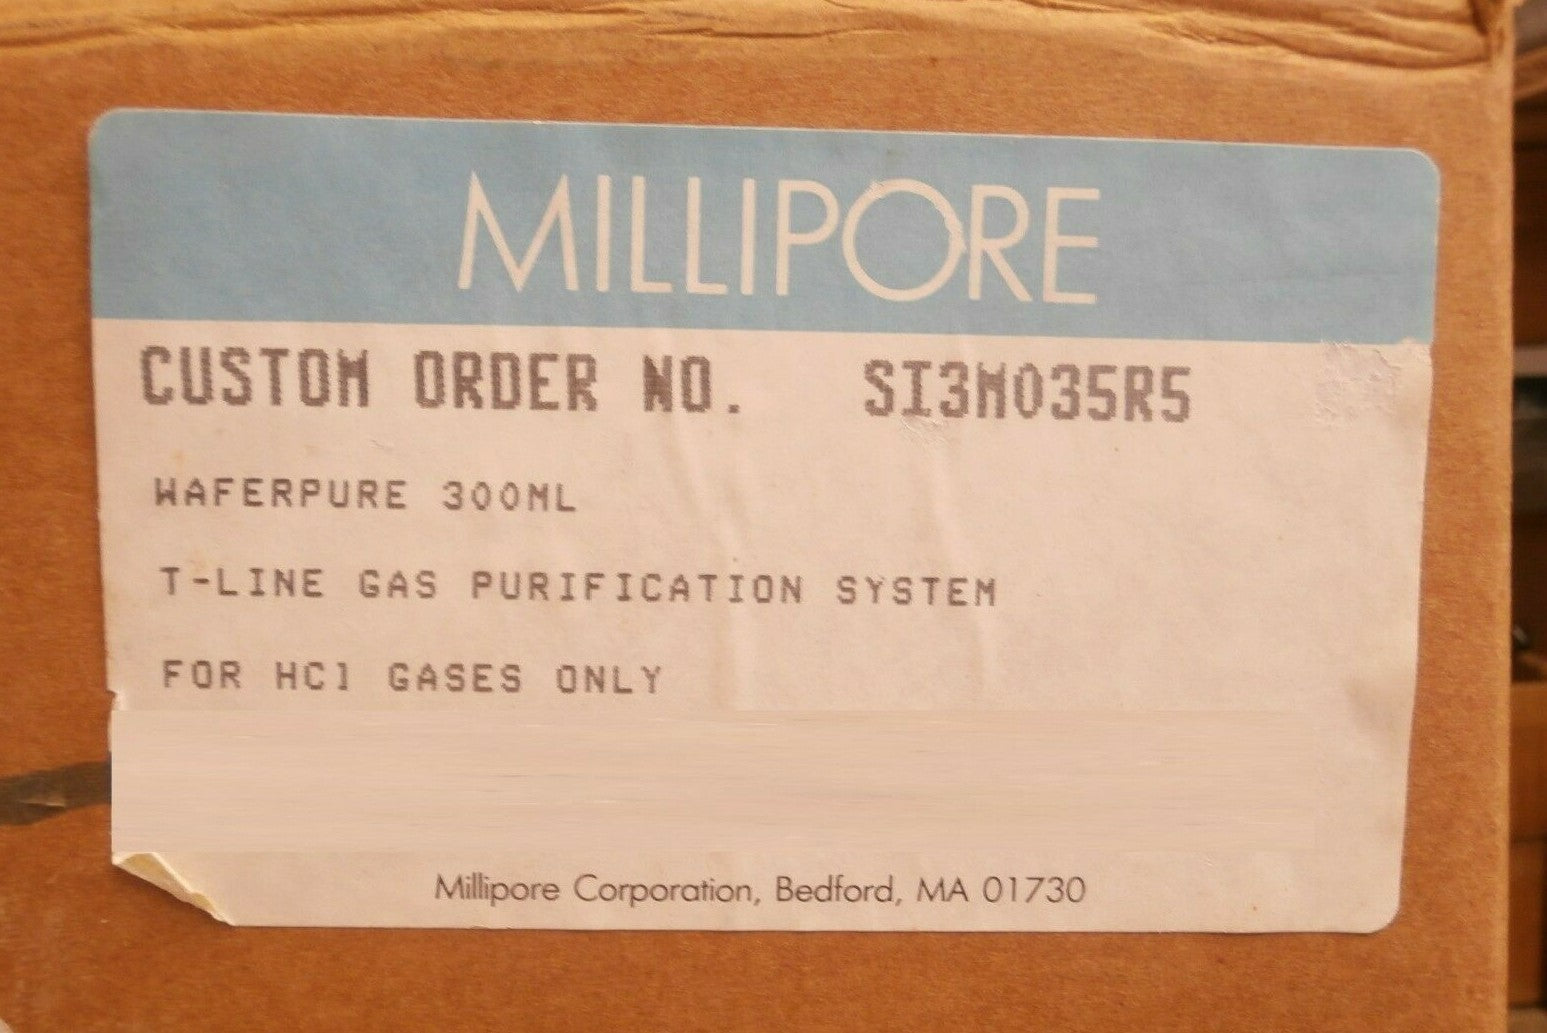 MILLIPORE
CUSTOM ORDER NO. SI3M035R5
WAFERPURE 300ML
T-LINE GAS PURIFICATION SYSTEM
FOR HCl GASES ONLY
Millipore Corporation, Bedford, MA 01730